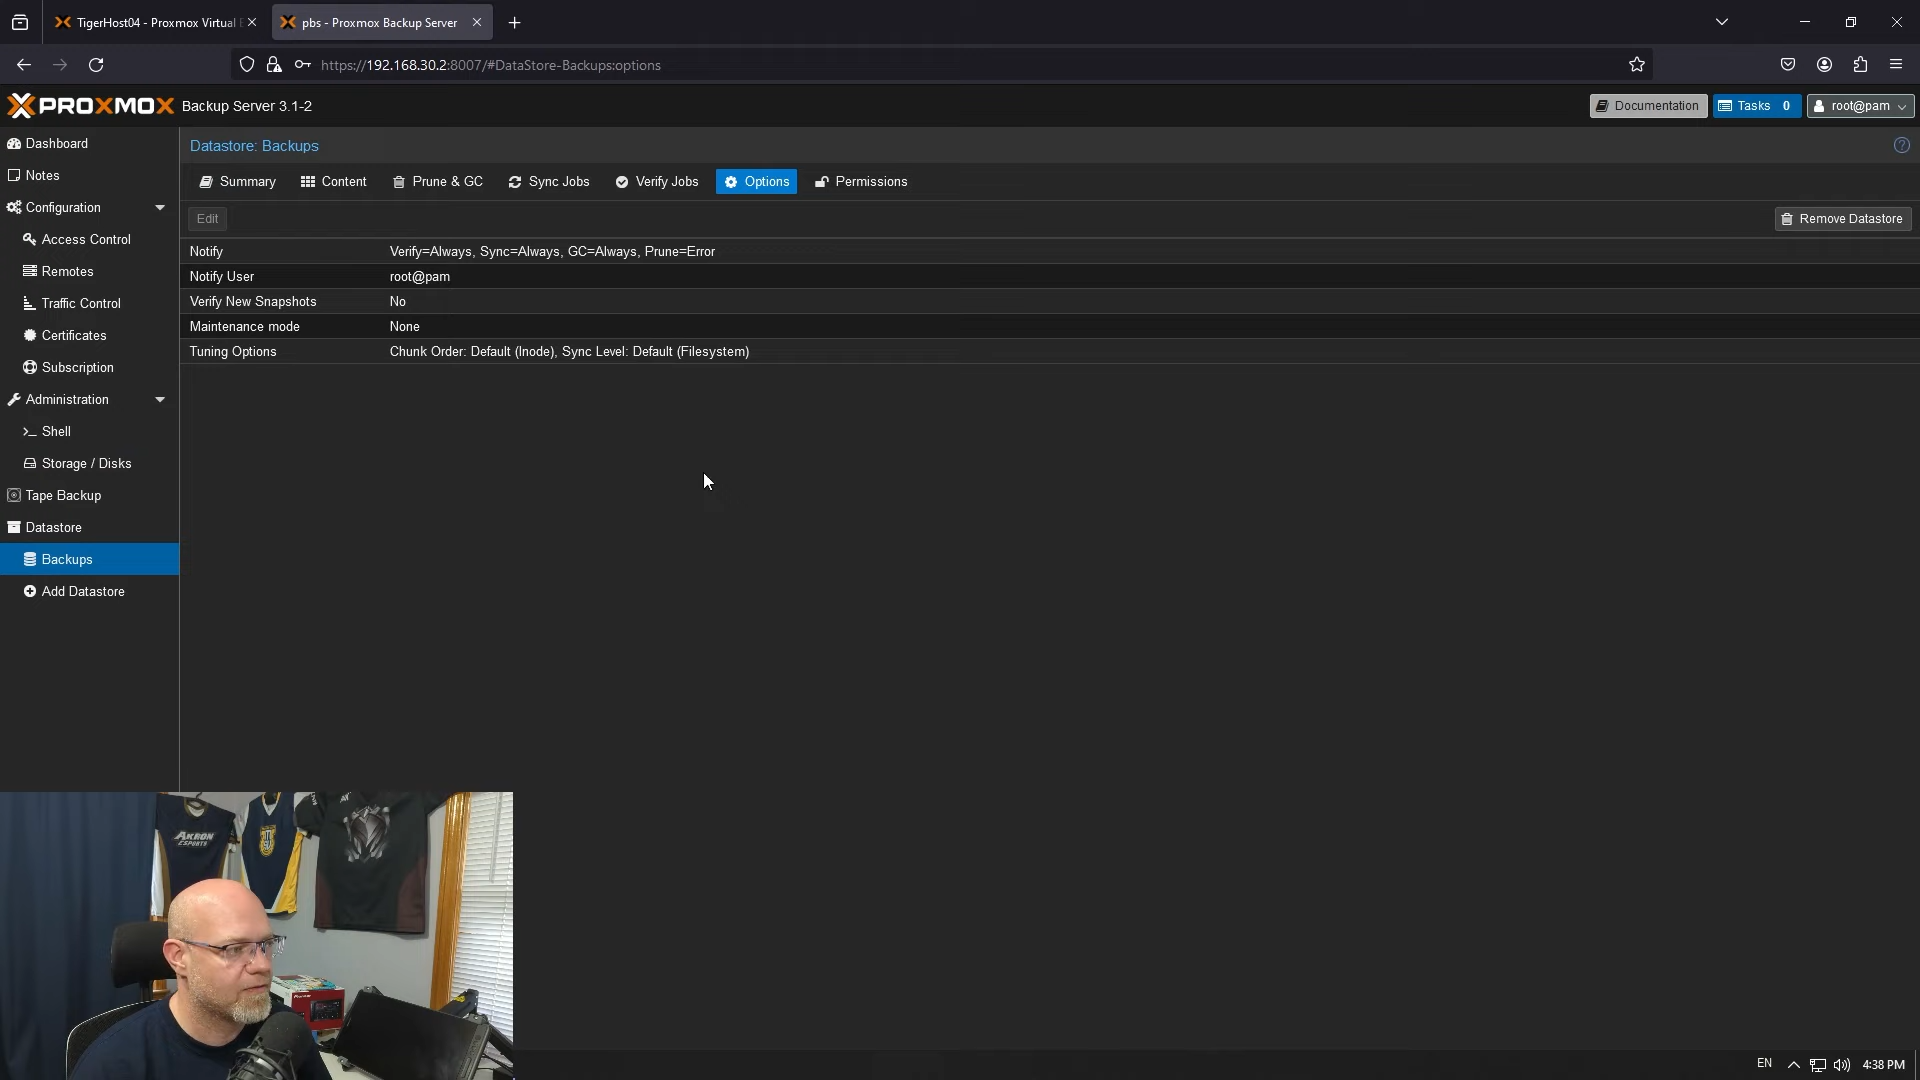 TigerHost04 - Proxmox Virtual
pbs - Proxmox Backup Server
https://192.168.30.2:8007/#DataStore-Backups:options
PROXMOX Backup Server 3.1-2
Documentation
Tasks 0
root@pam
Dashboard
Notes
Configuration
Access Control
Remotes
Traffic Control
Certificates
Subscription
Administration
Shell
Storage / Disks
Tape Backup
Datastore
Backups
Add Datastore
Datastore: Backups
Summary Content Prune & GC Sync Jobs Verify Jobs Options Permissions
Edit
Remove Datastore
Notify Verify=Always, Sync=Always, GC=Always, Prune=Error
Notify User root@pam
Verify New Snapshots No
Maintenance mode None
Tuning Options Chunk Order: Default (Inode), Sync Level: Default (Filesystem)
AKRON
ESPORTS
EN
4:38 PM